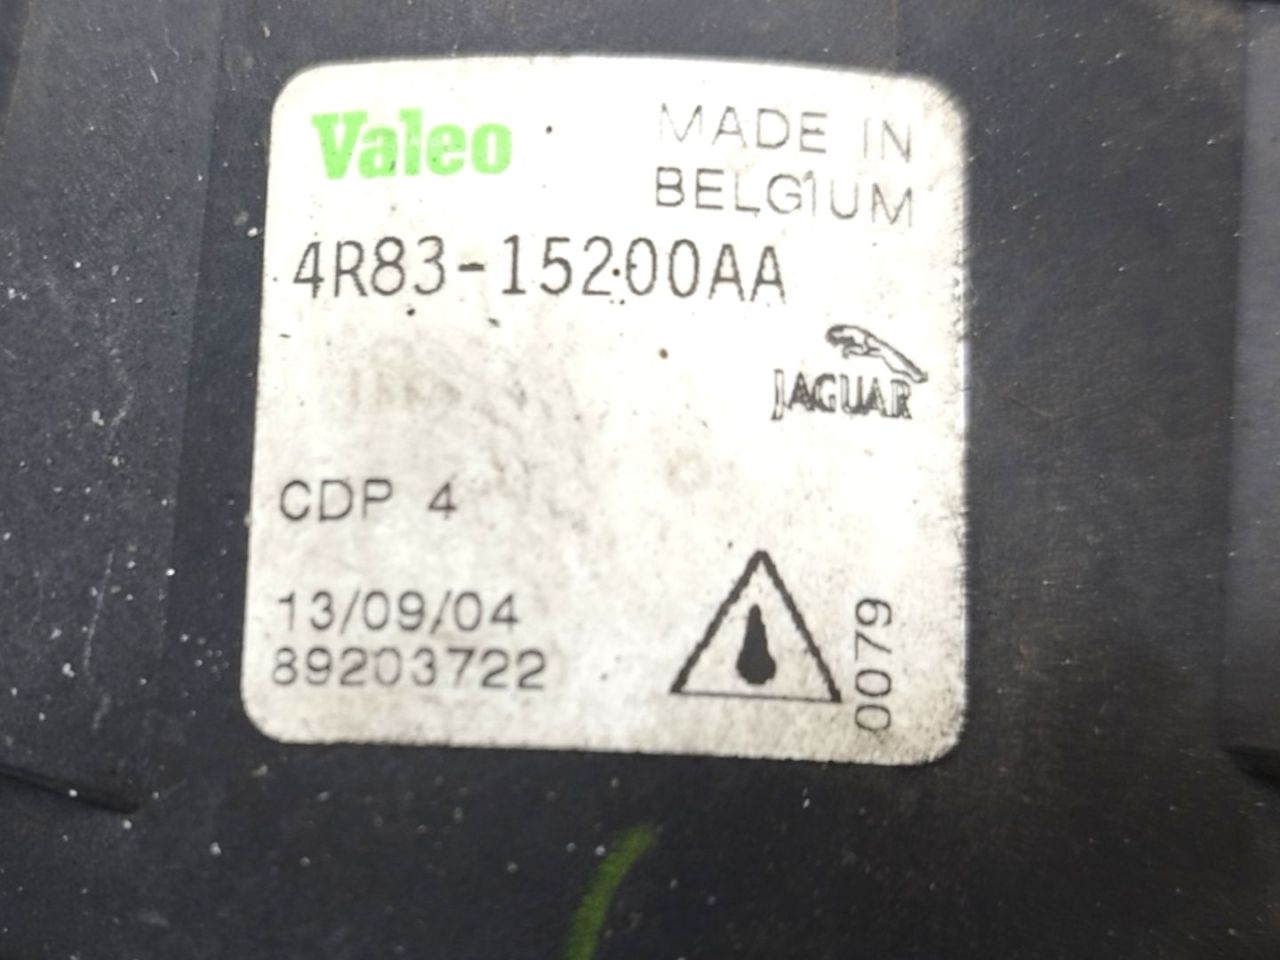 Valeo
MADE IN
BELGIUM
4R83-15200AA
JAGUAR
CDP 4
13/09/04
89203722
0079